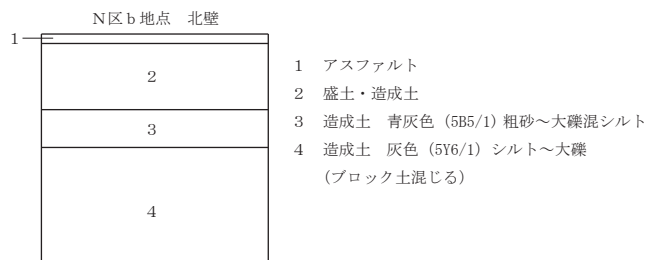 N区b地点　北壁
1
2
3
4
1　アスファルト
2　盛土・造成土
3　造成土　青灰色（5B5/1）粗砂～大礫混シルト
4　造成土　灰色（5Y6/1）シルト～大礫
（ブロック土混じる）